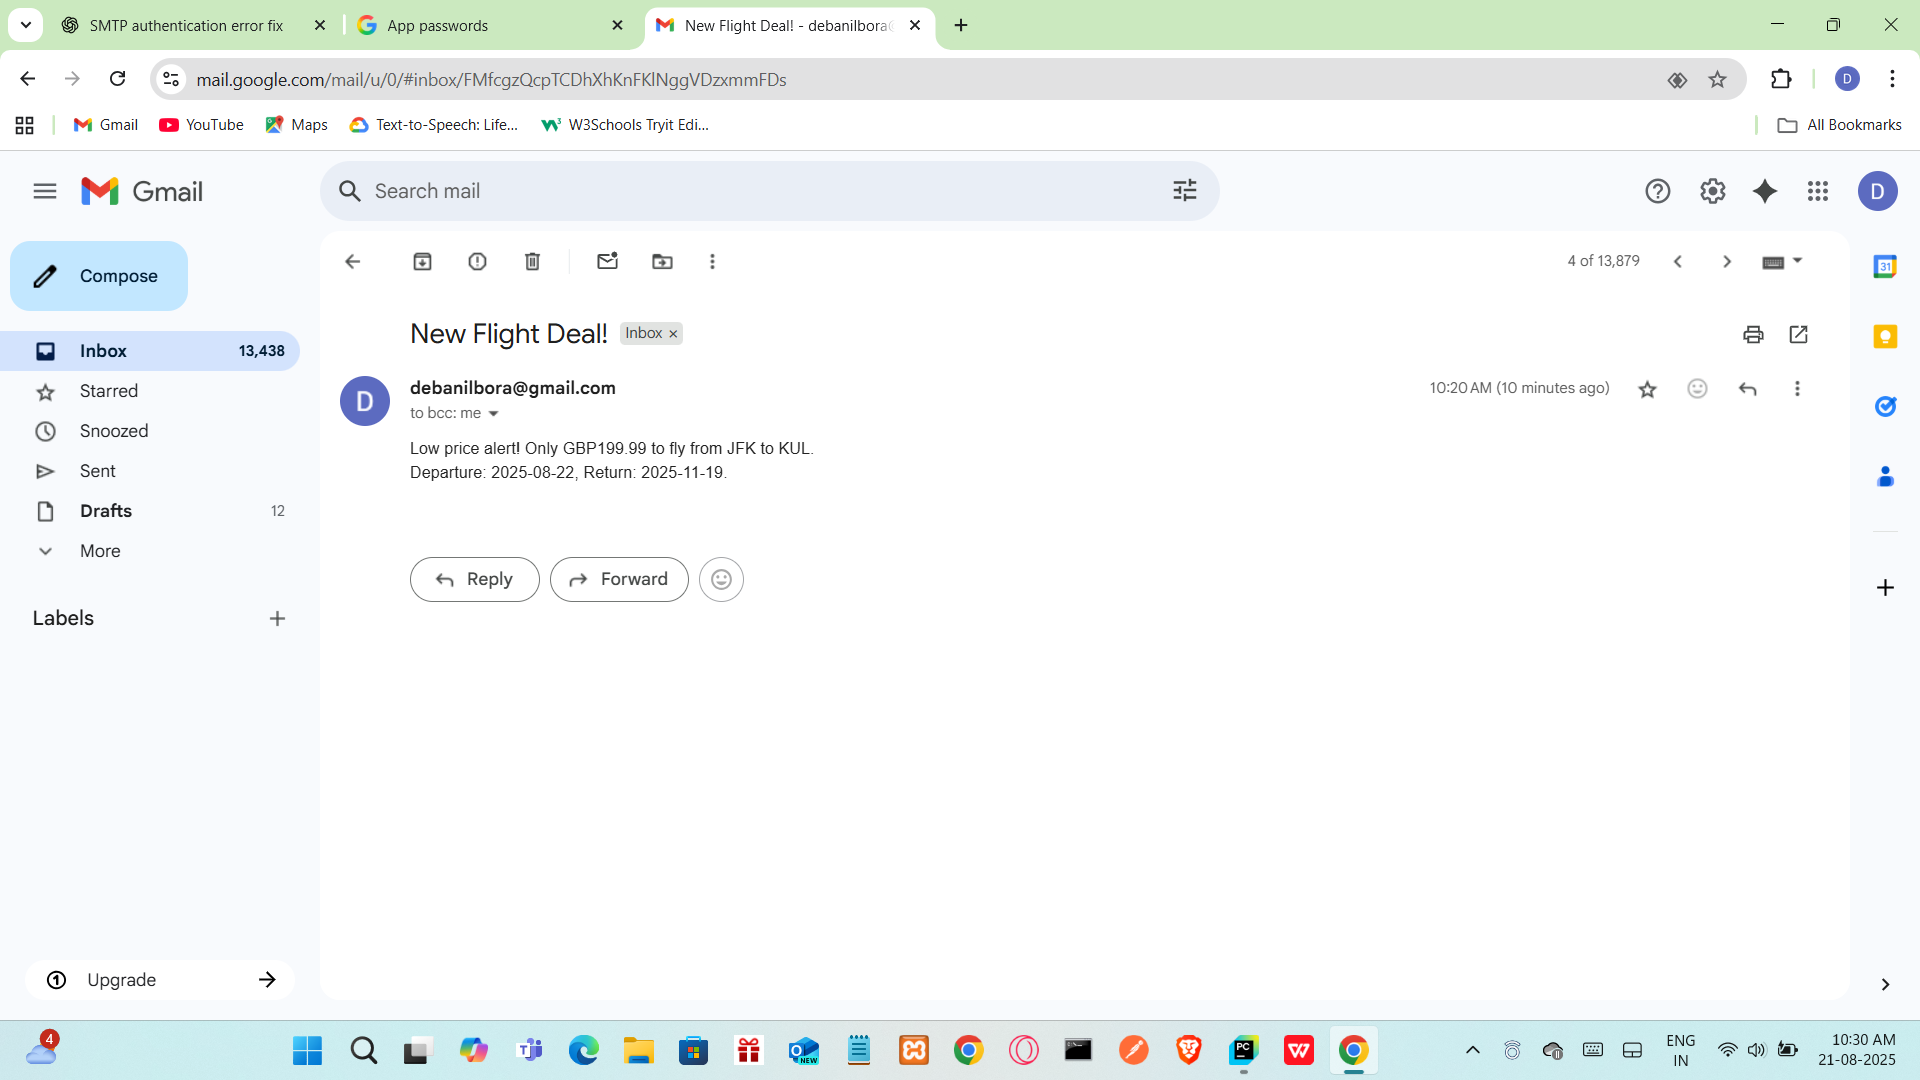 SMTP authentication error fix
App passwords
New Flight Deal! - debanilbora
mail.google.com/mail/u/0/#inbox/FMfcgzQcpTCDhXhKnFKlNggVDzxmmFDs
D
Gmail
YouTube
Maps
Text-to-Speech: Life...
W3Schools Tryit Edi...
All Bookmarks
Gmail
Search mail
D
Compose
4 of 13,879
31
New Flight Deal!
Inbox
Inbox 13,438
Starred
Snoozed
Sent
Drafts 12
More
Labels
D
debanilbora@gmail.com
10:20 AM (10 minutes ago)
to bcc: me
Low price alert! Only GBP199.99 to fly from JFK to KUL.
Departure: 2025-08-22, Return: 2025-11-19.
Reply
Forward
Upgrade
4
NEW
PC
W
ENG
IN
10:30 AM
21-08-2025